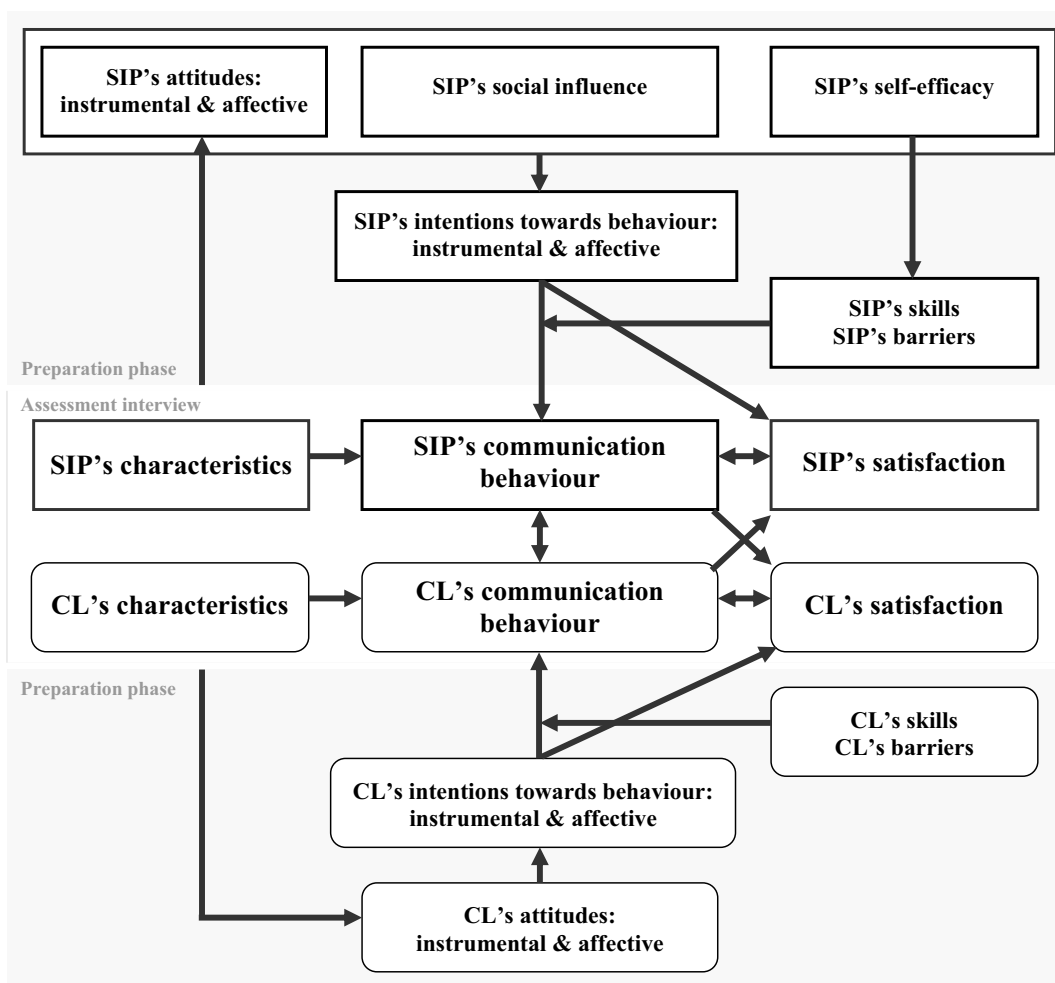 SIP’s attitudes:
instrumental & affective
SIP’s social influence
SIP’s self-efficacy
SIP’s intentions towards behaviour:
instrumental & affective
SIP’s skills
SIP’s barriers
Preparation phase
Assessment interview
SIP’s characteristics
SIP’s communication
behaviour
SIP’s satisfaction
CL’s characteristics
CL’s communication
behaviour
CL’s satisfaction
Preparation phase
CL’s skills
CL’s barriers
CL’s intentions towards behaviour:
instrumental & affective
CL’s attitudes:
instrumental & affective